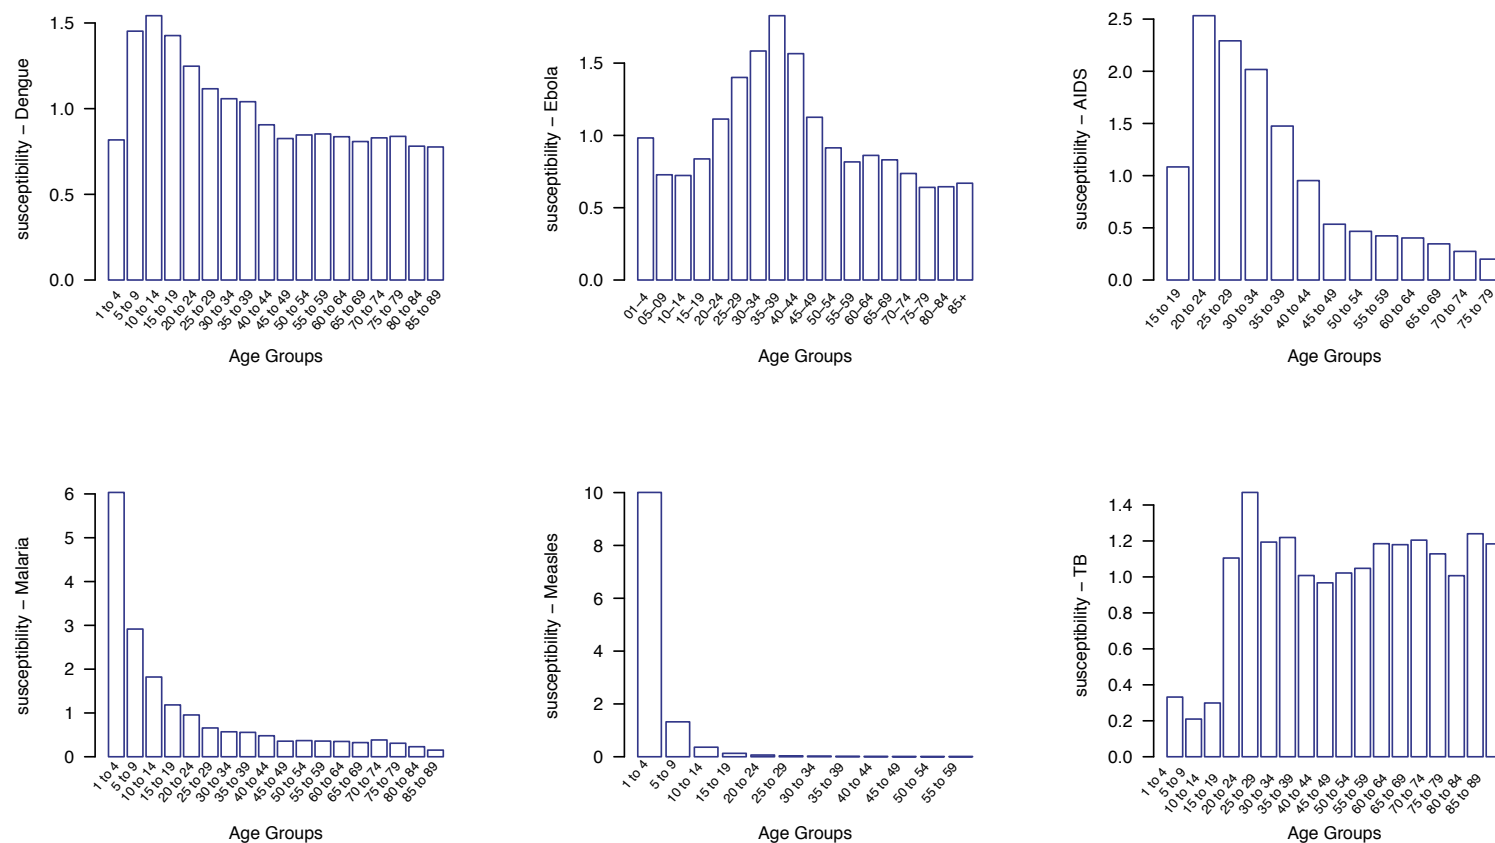 susceptibility – Dengue
1.5
1.0
0.5
0.0
1 to 4
5 to 9
10 to 14
15 to 19
20 to 24
25 to 29
30 to 34
35 to 39
40 to 44
45 to 49
50 to 54
55 to 59
60 to 64
65 to 69
70 to 74
75 to 79
80 to 84
85 to 89
Age Groups
susceptibility – Ebola
1.5
1.0
0.5
0.0
01–4
05–09
10–14
15–19
20–24
25–29
30–34
35–39
40–44
45–49
50–54
55–59
60–64
65–69
70–74
75–79
80–84
85+
Age Groups
susceptibility – AIDS
2.5
2.0
1.5
1.0
0.5
0.0
15 to 19
20 to 24
25 to 29
30 to 34
35 to 39
40 to 44
45 to 49
50 to 54
55 to 59
60 to 64
65 to 69
70 to 74
75 to 79
Age Groups
susceptibility – Malaria
6
5
4
3
2
1
0
1 to 4
5 to 9
10 to 14
15 to 19
20 to 24
25 to 29
30 to 34
35 to 39
40 to 44
45 to 49
50 to 54
55 to 59
60 to 64
65 to 69
70 to 74
75 to 79
80 to 84
85 to 89
Age Groups
susceptibility – Measles
10
8
6
4
2
0
1 to 4
5 to 9
10 to 14
15 to 19
20 to 24
25 to 29
30 to 34
35 to 39
40 to 44
45 to 49
50 to 54
55 to 59
Age Groups
susceptibility – TB
1.4
1.2
1.0
0.8
0.6
0.4
0.2
0.0
1 to 4
5 to 9
10 to 14
15 to 19
20 to 24
25 to 29
30 to 34
35 to 39
40 to 44
45 to 49
50 to 54
55 to 59
60 to 64
65 to 69
70 to 74
75 to 79
80 to 84
85 to 89
Age Groups